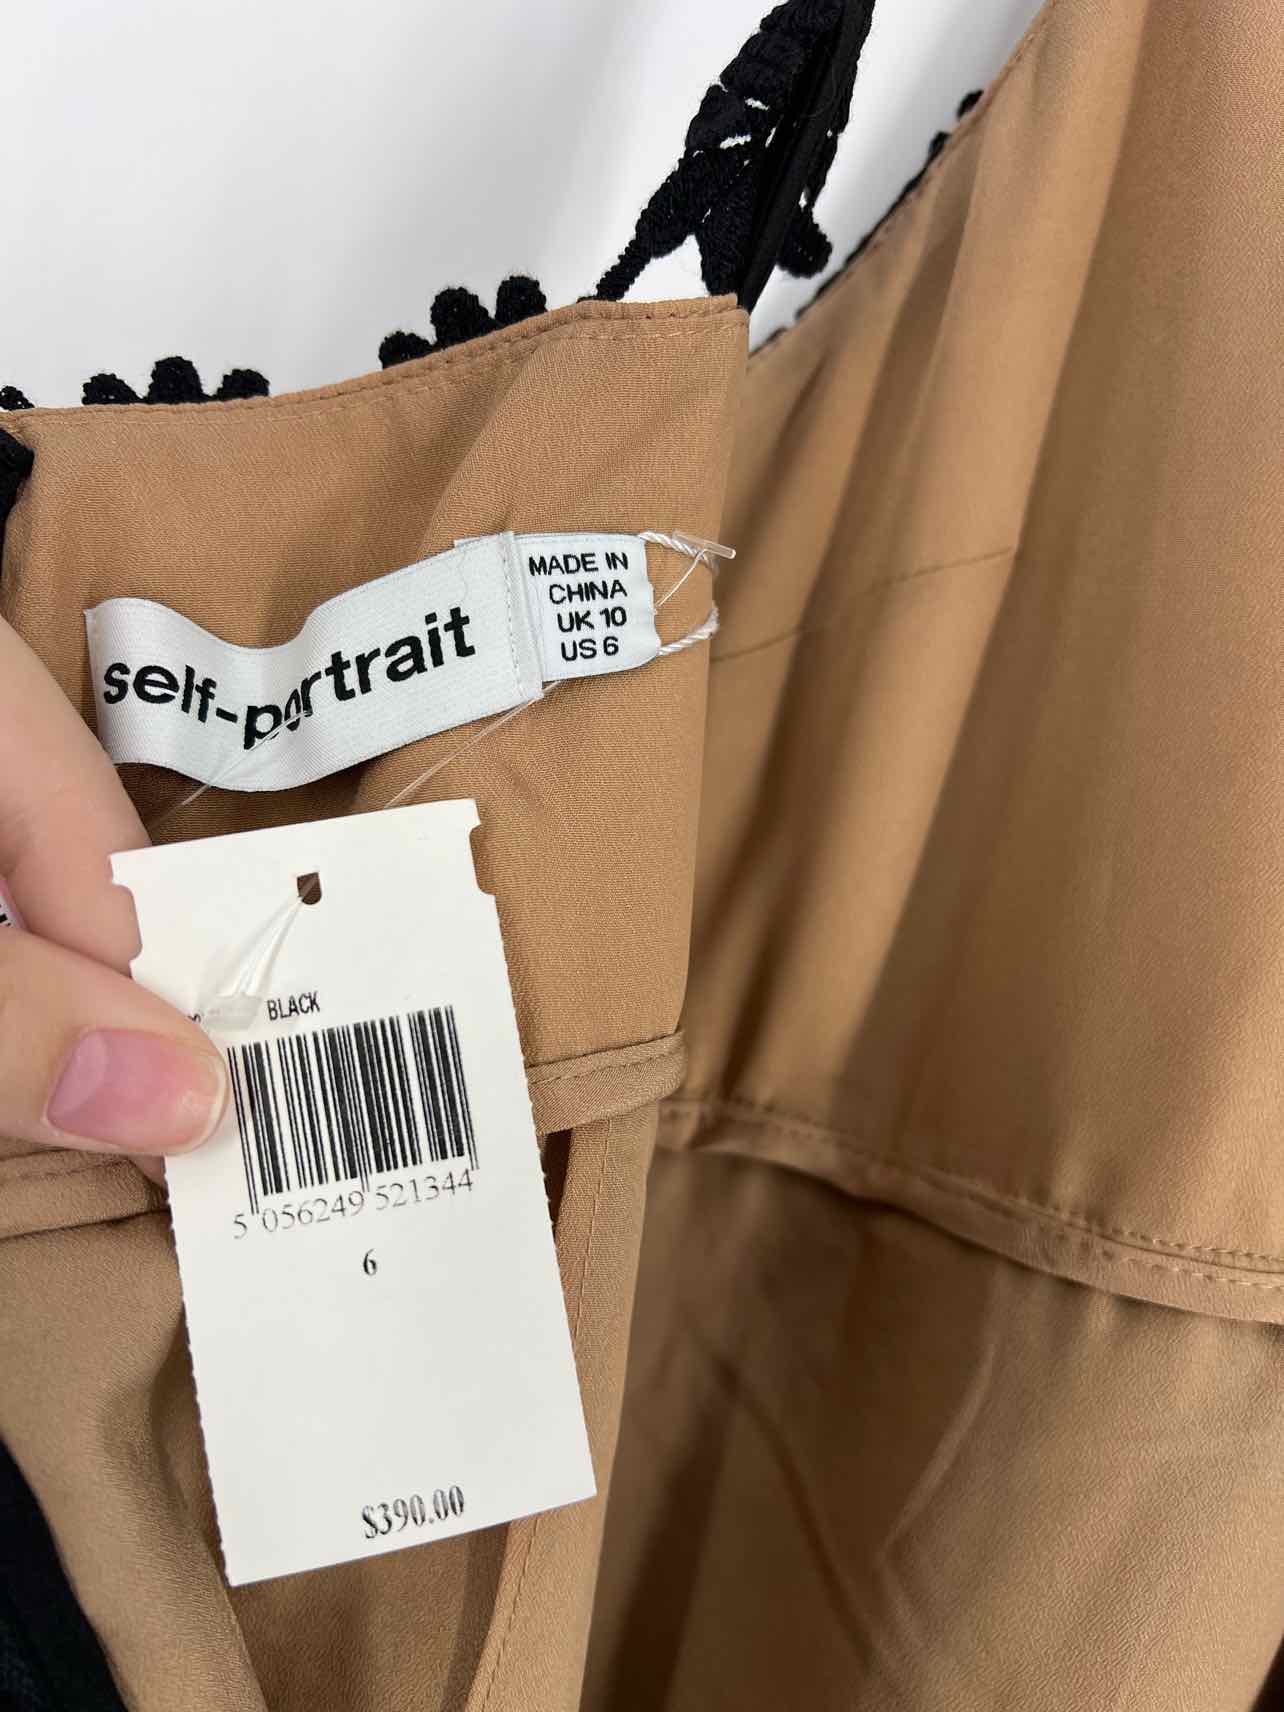 self-portrait
MADE IN
CHINA
UK 10
US 6
BLACK
5 056249 521344
6
$390.00